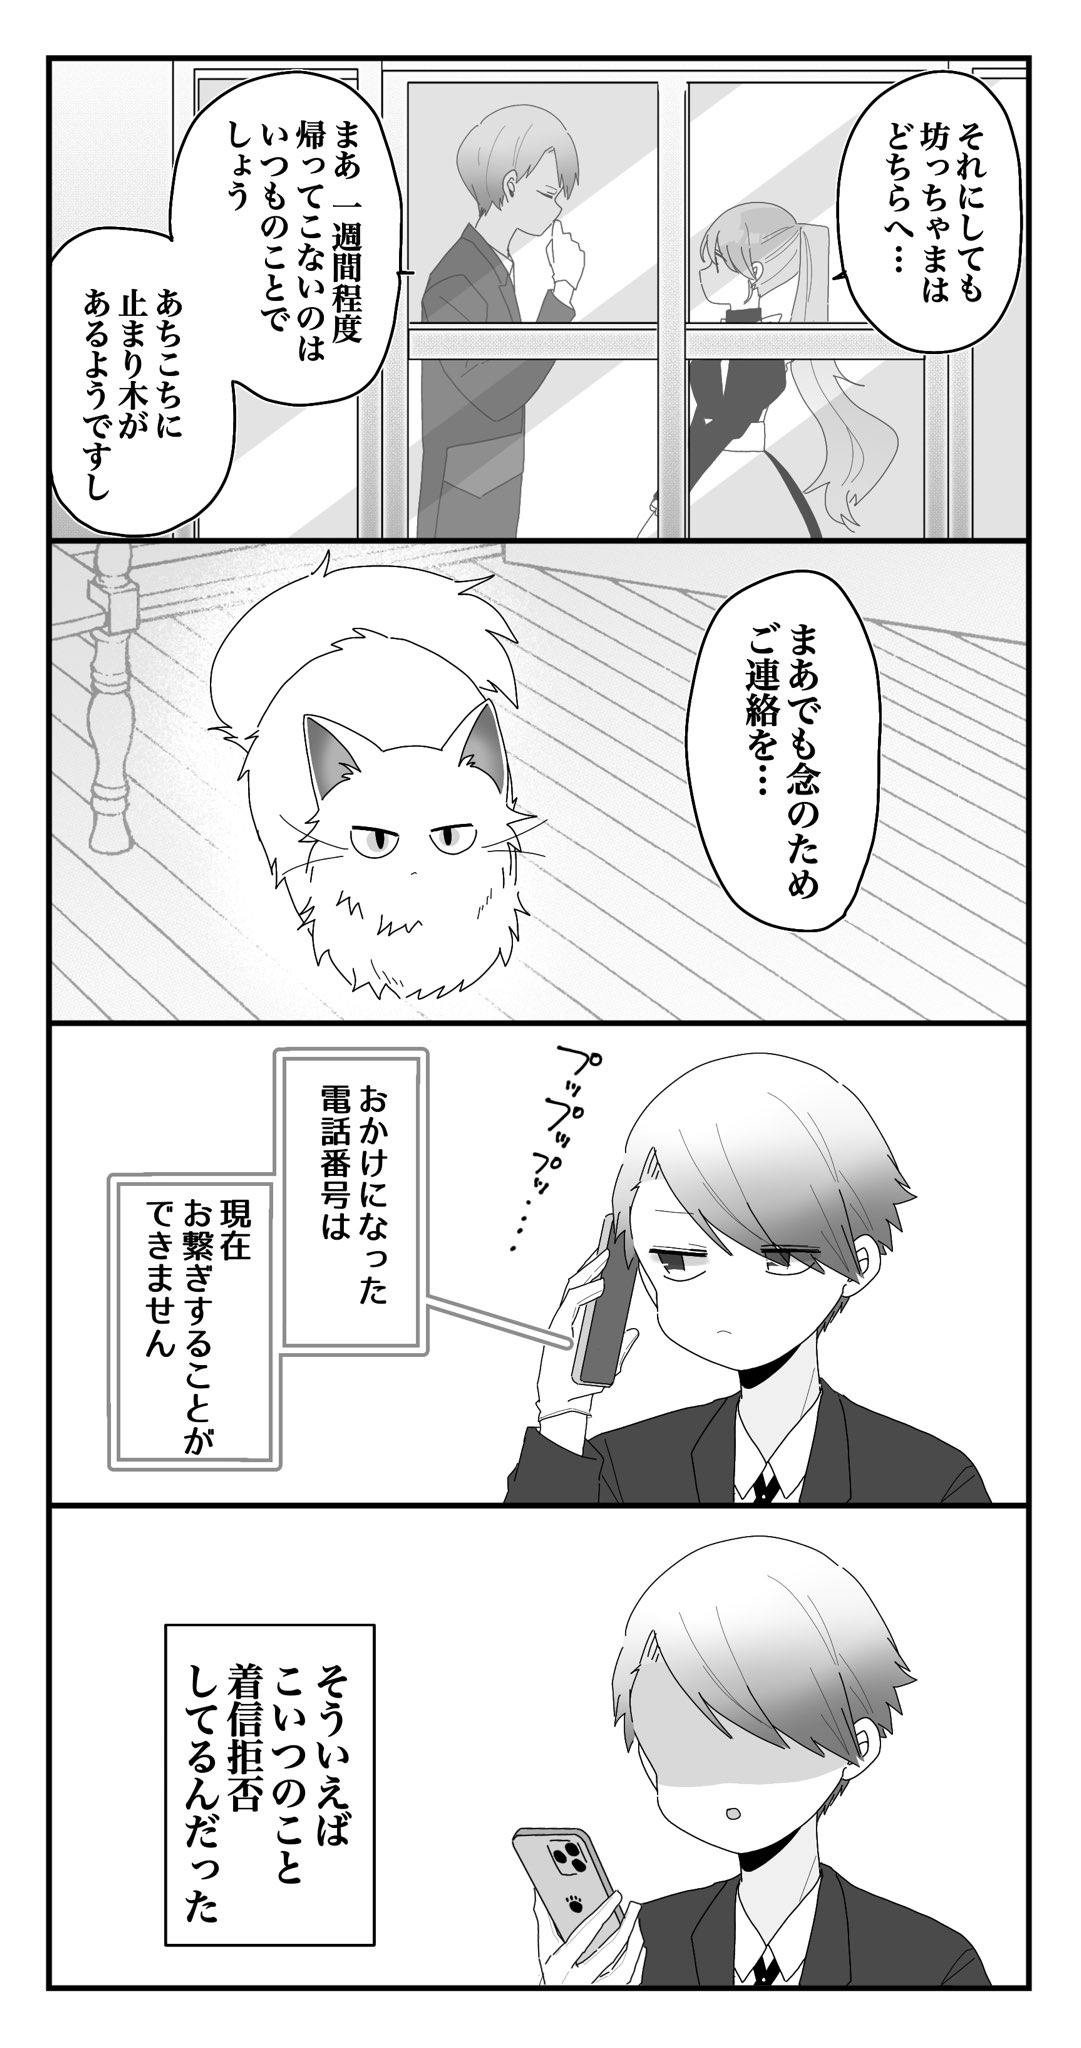 それにしても
坊っちゃまは
どちらへ…
まあ 一週間程度
帰ってこないのは
いつものことで
しょう
あちこちに
止まり木が
あるようですし
まあでも念のため
ご連絡を…
プップップッ……
おかけになった
電話番号は
現在
お繋ぎすることが
できません
そういえば
こいつのこと
着信拒否
してるんだった